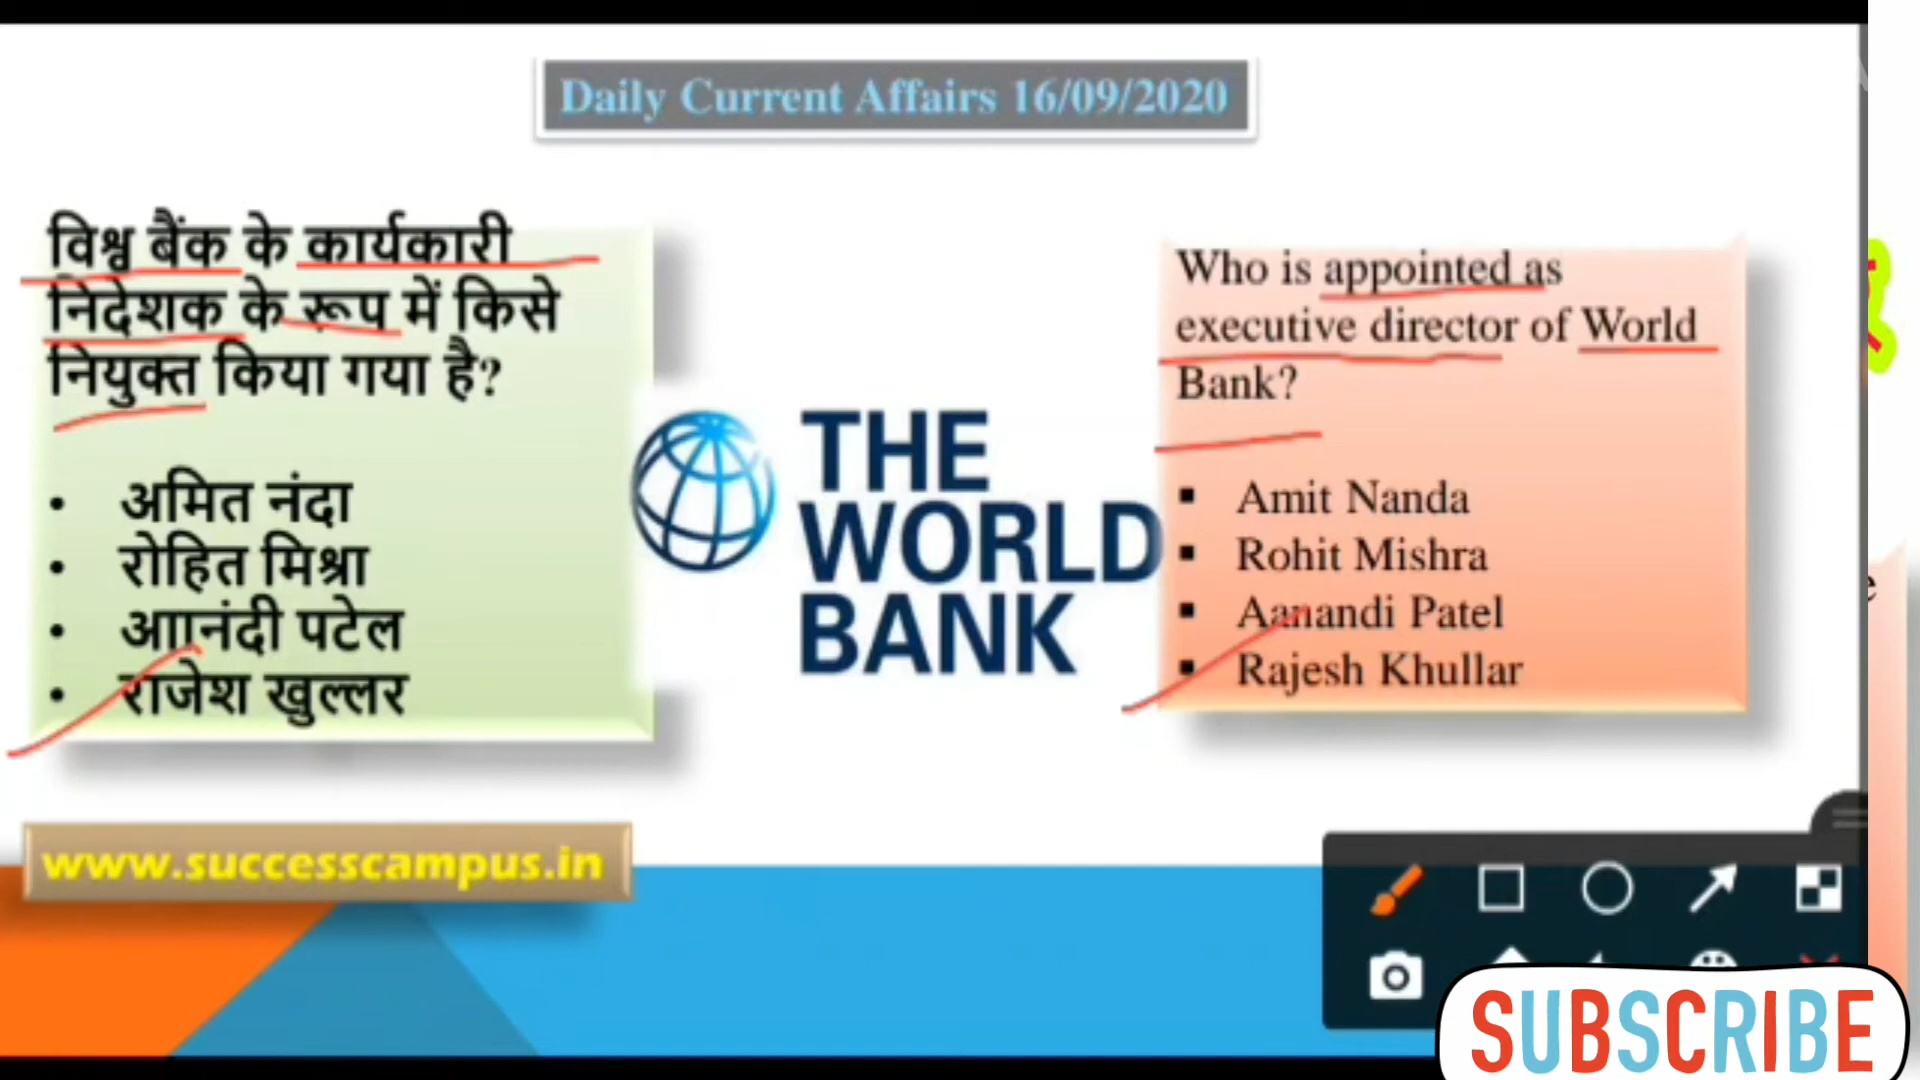 Daily Current Affairs 16/09/2020
विश्व बैंक के कार्यकारी
निदेशक के रूप में किसे
नियुक्त किया गया है?
• अमित नंदा
• रोहित मिश्रा
• आानंदी पटेल
• राजेश खुल्लर
THE
WORLD
BANK
Who is appointed as
executive director of World
Bank?
▪ Amit Nanda
▪ Rohit Mishra
▪ Aanandi Patel
▪ Rajesh Khullar
www.successcampus.in
SUBSCRIBE